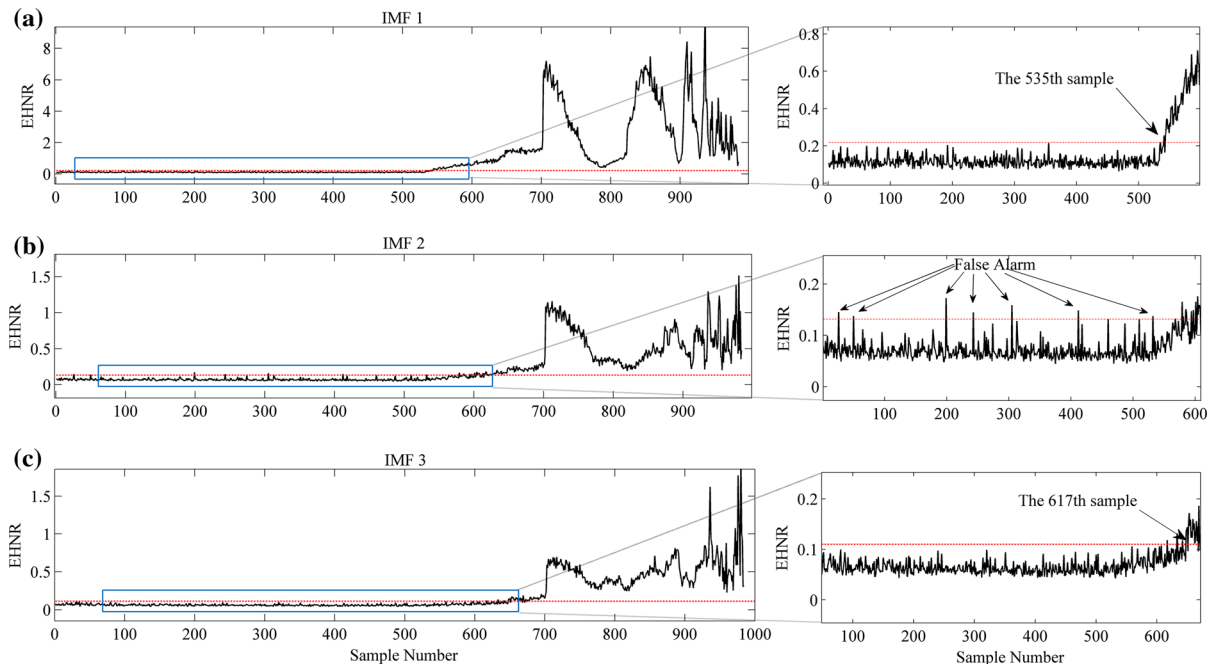 (a)
IMF 1
EHNR
8
6
4
2
0
0 100 200 300 400 500 600 700 800 900
EHNR
0.8
0.6
0.4
0.2
0
The 535th sample
0 100 200 300 400 500
(b)
IMF 2
EHNR
1.5
1
0.5
0
0 100 200 300 400 500 600 700 800 900
EHNR
0.2
0.1
0
False Alarm
100 200 300 400 500 600
(c)
IMF 3
EHNR
1.5
1
0.5
0
0 100 200 300 400 500 600 700 800 900 1000
Sample Number
EHNR
0.2
0.1
0
The 617th sample
100 200 300 400 500 600
Sample Number